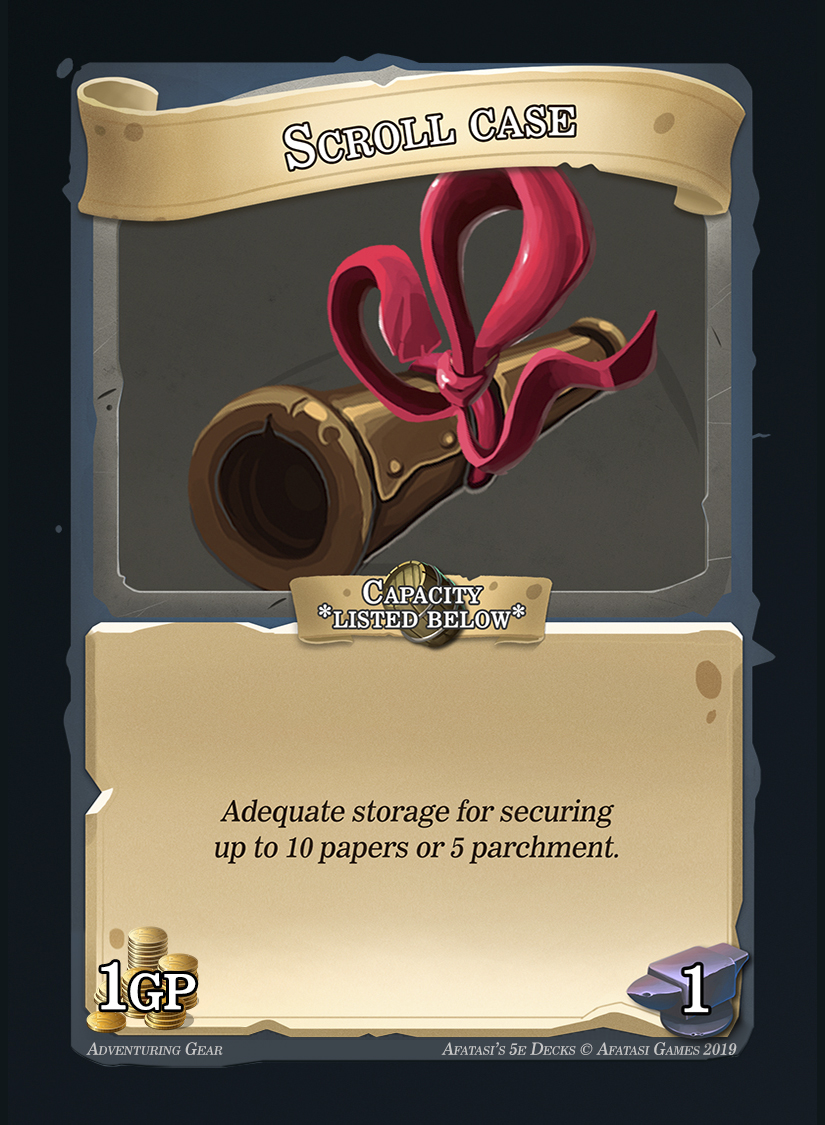 Scroll case
Capacity
*listed below*
Adequate storage for securing
up to 10 papers or 5 parchment.
1GP
1
Adventuring Gear
Afatasi's 5e Decks © Afatasi Games 2019